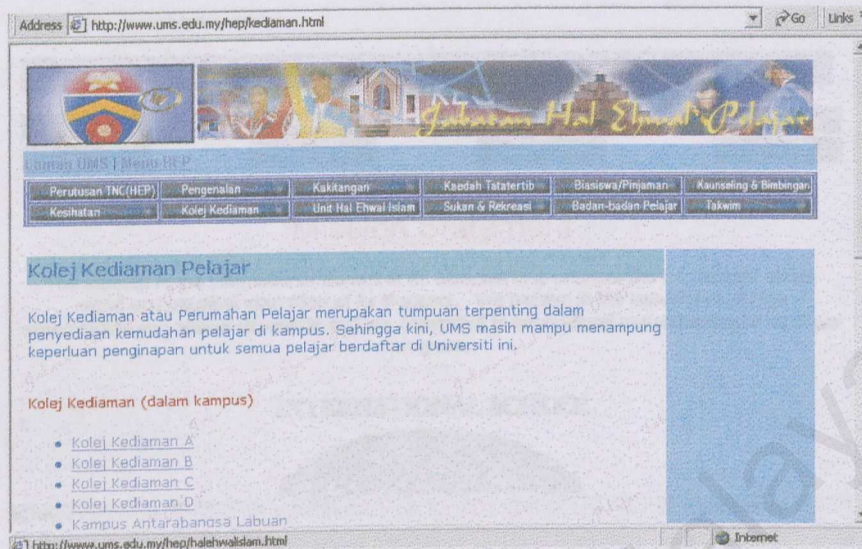 Address http://www.ums.edu.my/hep/kediaman.html Go Links
Jabatan Hal Ehwal Pelajar
Laman UMS | Menu HEP
Perutusan TNC(HEP) Pengenalan Kakitangan Kaedah Tatatertib Biasiswa/Pinjaman Kaunseling & Bimbingan
Kesihatan Kolej Kediaman Unit Hal Ehwal Islam Sukan & Rekreasi Badan-badan Pelajar Takwim
Kolej Kediaman Pelajar
Kolej Kediaman atau Perumahan Pelajar merupakan tumpuan terpenting dalam
penyediaan kemudahan pelajar di kampus. Sehingga kini, UMS masih mampu menampung
keperluan penginapan untuk semua pelajar berdaftar di Universiti ini.
Kolej Kediaman (dalam kampus)
Kolej Kediaman A
Kolej Kediaman B
Kolej Kediaman C
Kolej Kediaman D
Kampus Antarabangsa Labuan
http://www.ums.edu.my/hep/halehwalislam.html Internet